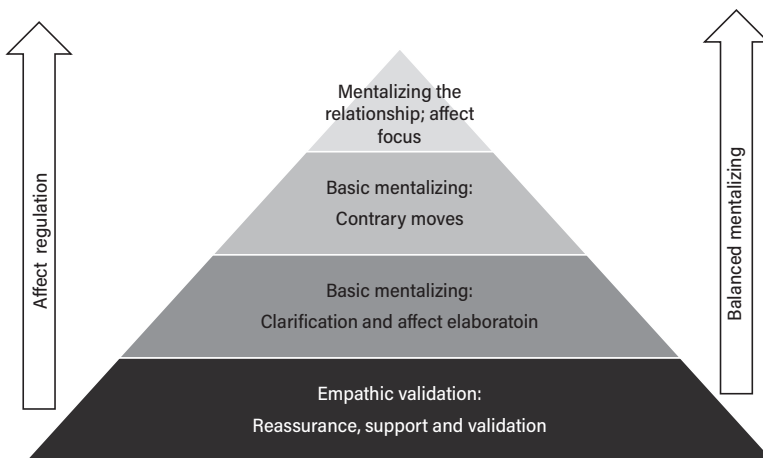 Mentalizing the
relationship; affect
focus
Basic mentalizing:
Contrary moves
Basic mentalizing:
Clarification and affect elaboratoin
Empathic validation:
Reassurance, support and validation
Affect regulation
Balanced mentalizing